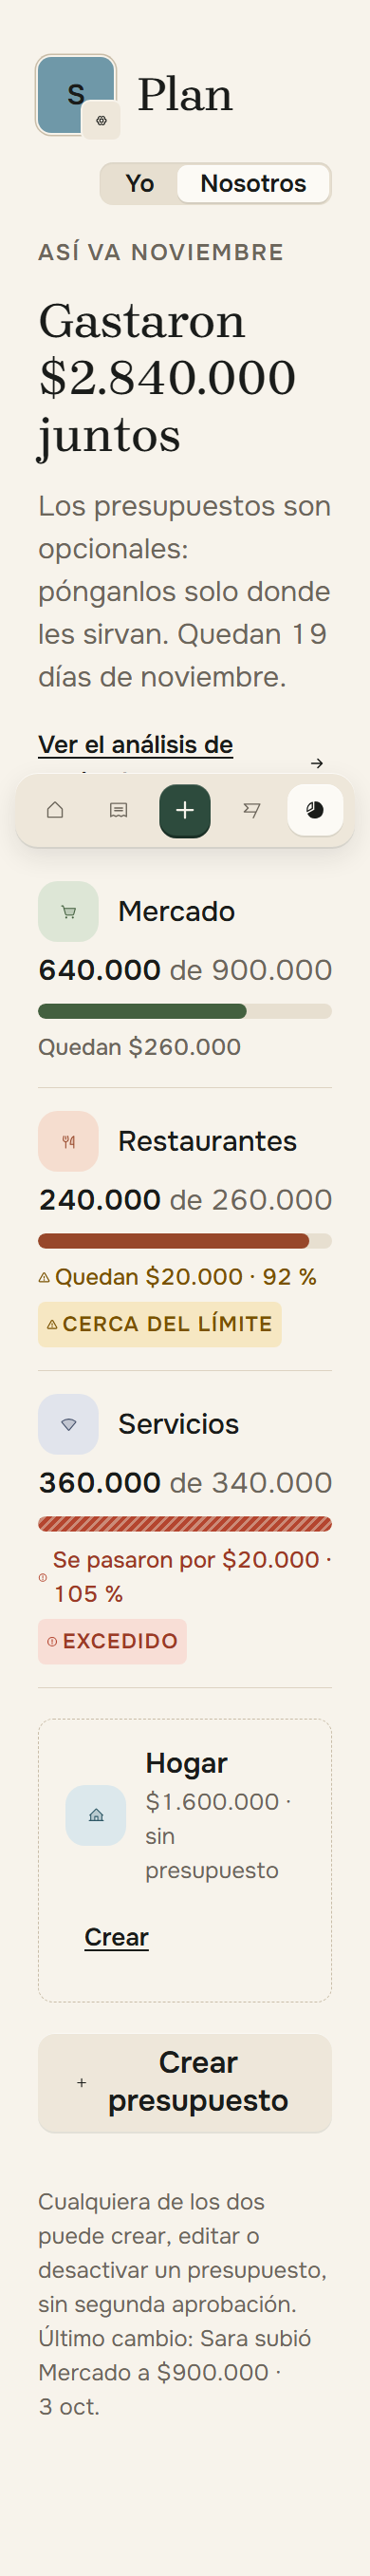 S
Plan
Yo
Nosotros
ASÍ VA NOVIEMBRE
Gastaron
$2.840.000
juntos
Los presupuestos son
opcionales:
pónganlos solo donde
les sirvan. Quedan 19
días de noviembre.
Ver el análisis de
Mercado
640.000 de 900.000
Quedan $260.000
Restaurantes
240.000 de 260.000
Quedan $20.000 · 92 %
CERCA DEL LÍMITE
Servicios
360.000 de 340.000
Se pasaron por $20.000 ·
105 %
EXCEDIDO
Hogar
$1.600.000 ·
sin
presupuesto
Crear
Crear
presupuesto
Cualquiera de los dos
puede crear, editar o
desactivar un presupuesto,
sin segunda aprobación.
Último cambio: Sara subió
Mercado a $900.000 ·
3 oct.